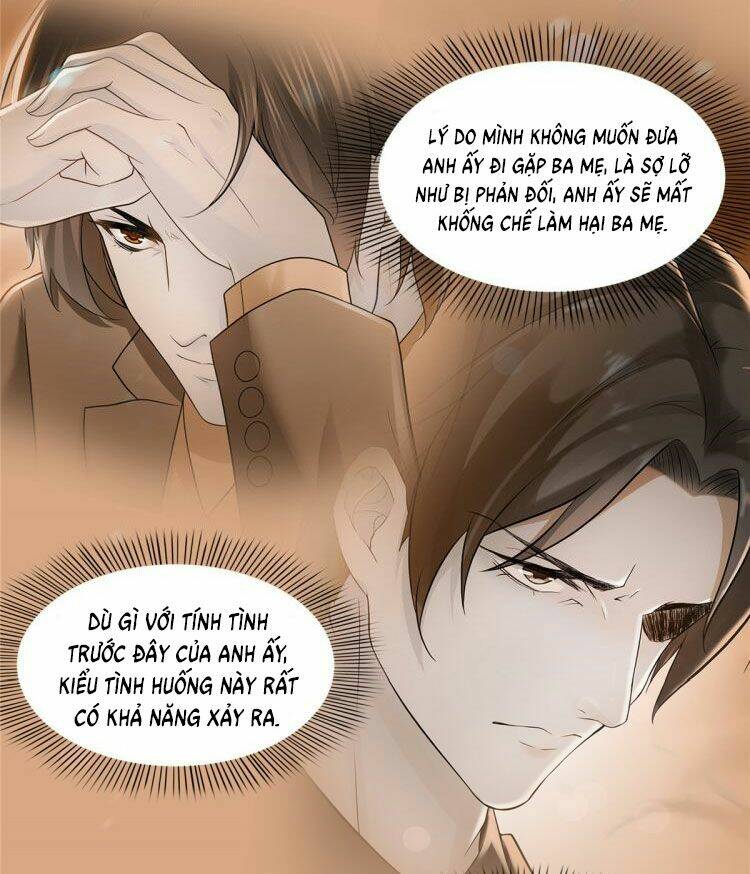 LÝ DO MÌNH KHÔNG MUỐN ĐƯA
ANH ẤY ĐI GẶP BA MẸ, LÀ SỢ LỠ
NHƯ BỊ PHẢN ĐỐI, ANH ẤY SẼ MẤT
KHỐNG CHẾ LÀM HẠI BA MẸ.
DÙ GÌ VỚI TÍNH TÌNH
TRƯỚC ĐÂY CỦA ANH ẤY,
KIỂU TÌNH HUỐNG NÀY RẤT
CÓ KHẢ NĂNG XẢY RA.